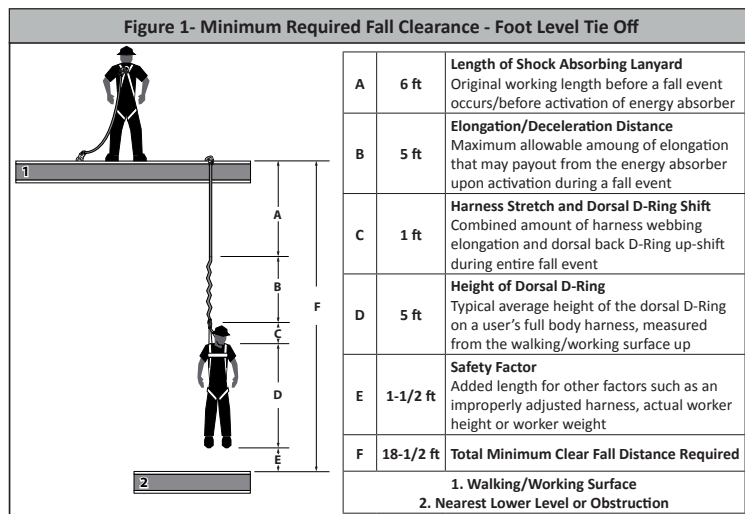 Figure 1- Minimum Required Fall Clearance - Foot Level Tie Off
1
A
B
C
D
E
F
2
A
6 ft
Length of Shock Absorbing Lanyard
Original working length before a fall event
occurs/before activation of energy absorber
B
5 ft
Elongation/Deceleration Distance
Maximum allowable amoung of elongation
that may payout from the energy absorber
upon activation during a fall event
C
1 ft
Harness Stretch and Dorsal D-Ring Shift
Combined amount of harness webbing
elongation and dorsal back D-Ring up-shift
during entire fall event
D
5 ft
Height of Dorsal D-Ring
Typical average height of the dorsal D-Ring
on a user's full body harness, measured
from the walking/working surface up
E
1-1/2 ft
Safety Factor
Added length for other factors such as an
improperly adjusted harness, actual worker
height or worker weight
F
18-1/2 ft
Total Minimum Clear Fall Distance Required
1. Walking/Working Surface
2. Nearest Lower Level or Obstruction